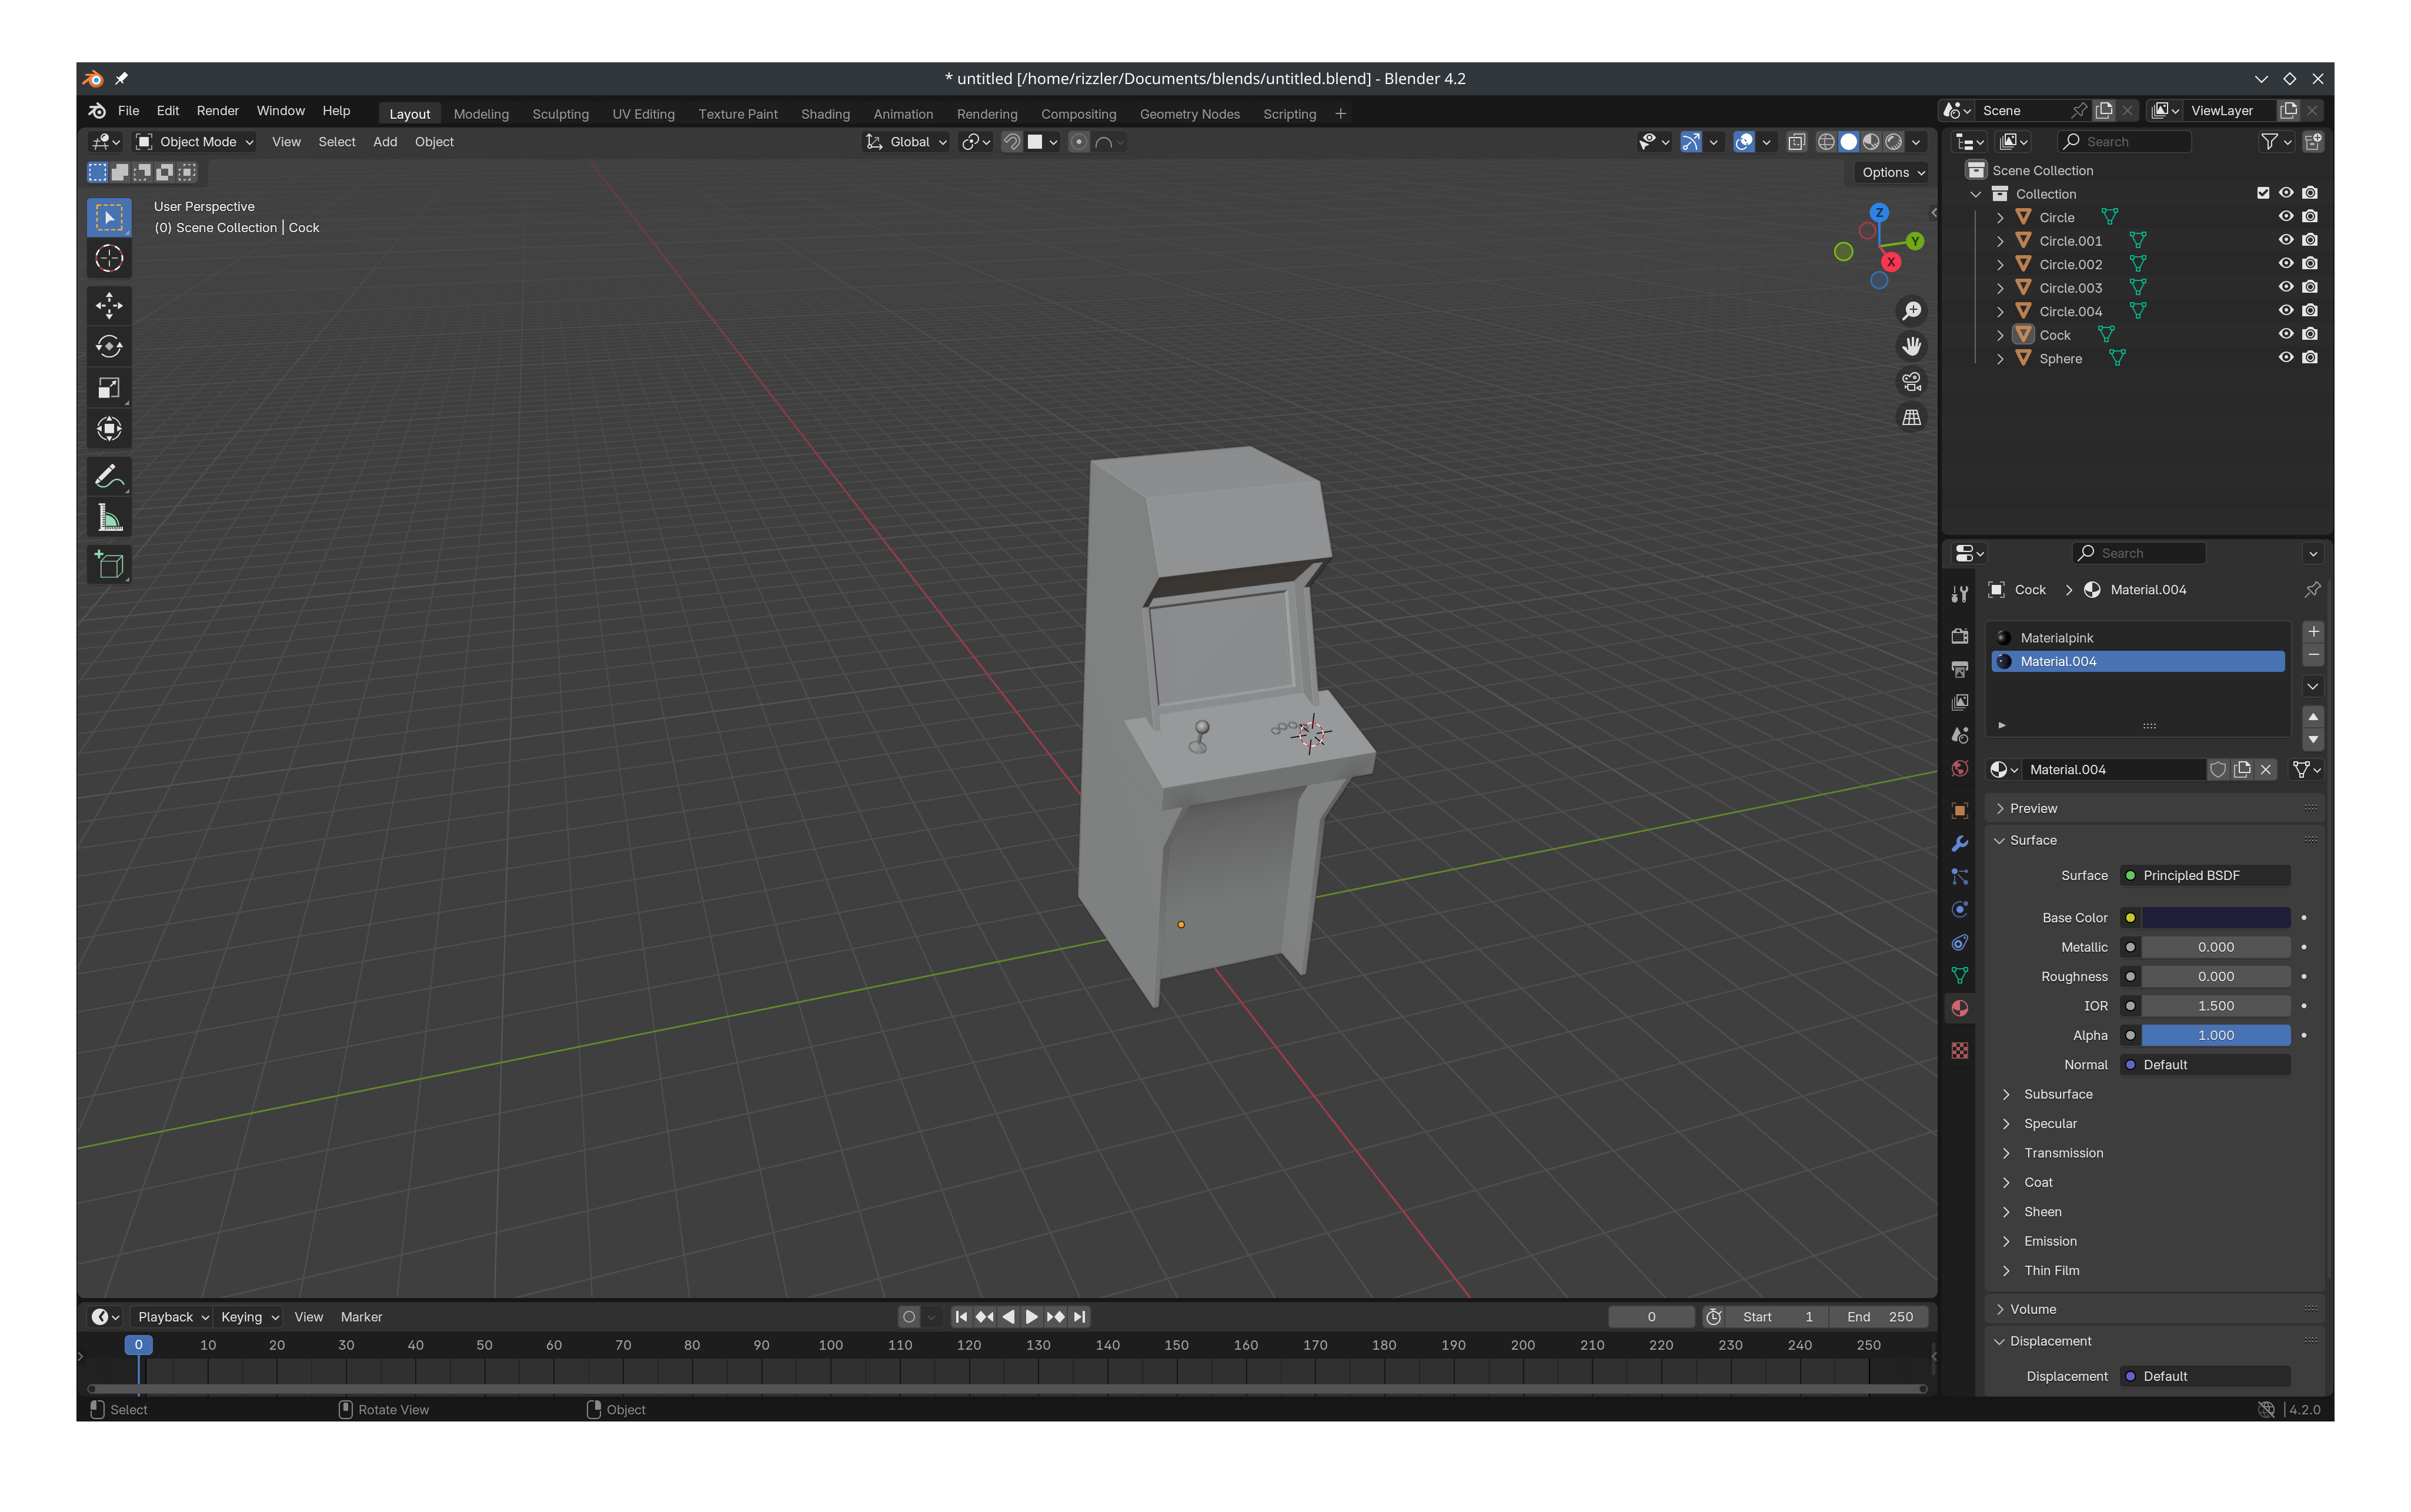 * untitled [/home/rizzler/Documents/blends/untitled.blend] - Blender 4.2
File Edit Render Window Help Layout Modeling Sculpting UV Editing Texture Paint Shading Animation Rendering Compositing Geometry Nodes Scripting + Scene ViewLayer
Object Mode View Select Add Object Global Search
Options
User Perspective
(0) Scene Collection | Cock
Z
Y
X
Scene Collection
Collection
Circle
Circle.001
Circle.002
Circle.003
Circle.004
Cock
Sphere
Search
Cock > Material.004
Materialpink
Material.004
Material.004
Preview
Surface
Surface Principled BSDF
Base Color
Metallic 0.000
Roughness 0.000
IOR 1.500
Alpha 1.000
Normal Default
Subsurface
Specular
Transmission
Coat
Sheen
Emission
Thin Film
Volume
Displacement
Displacement Default
Playback Keying View Marker 0 Start 1 End 250
0 10 20 30 40 50 60 70 80 90 100 110 120 130 140 150 160 170 180 190 200 210 220 230 240 250
Select Rotate View Object 4.2.0